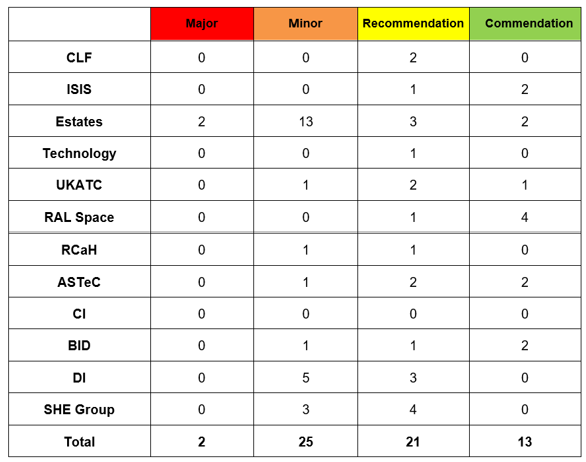 Major Minor Recommendation Commendation
CLF 0 0 2 0
ISIS 0 0 1 2
Estates 2 13 3 2
Technology 0 0 1 0
UKATC 0 1 2 1
RAL Space 0 0 1 4
RCaH 0 1 1 0
ASTeC 0 1 2 2
CI 0 0 0 0
BID 0 1 1 2
DI 0 5 3 0
SHE Group 0 3 4 0
Total 2 25 21 13